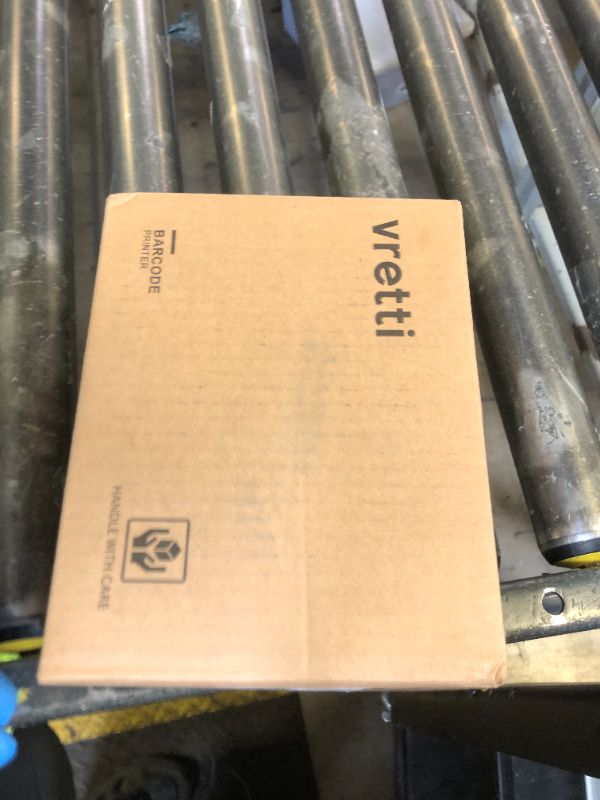 vretti
BARCODE
PRINTER
HANDLE WITH CARE